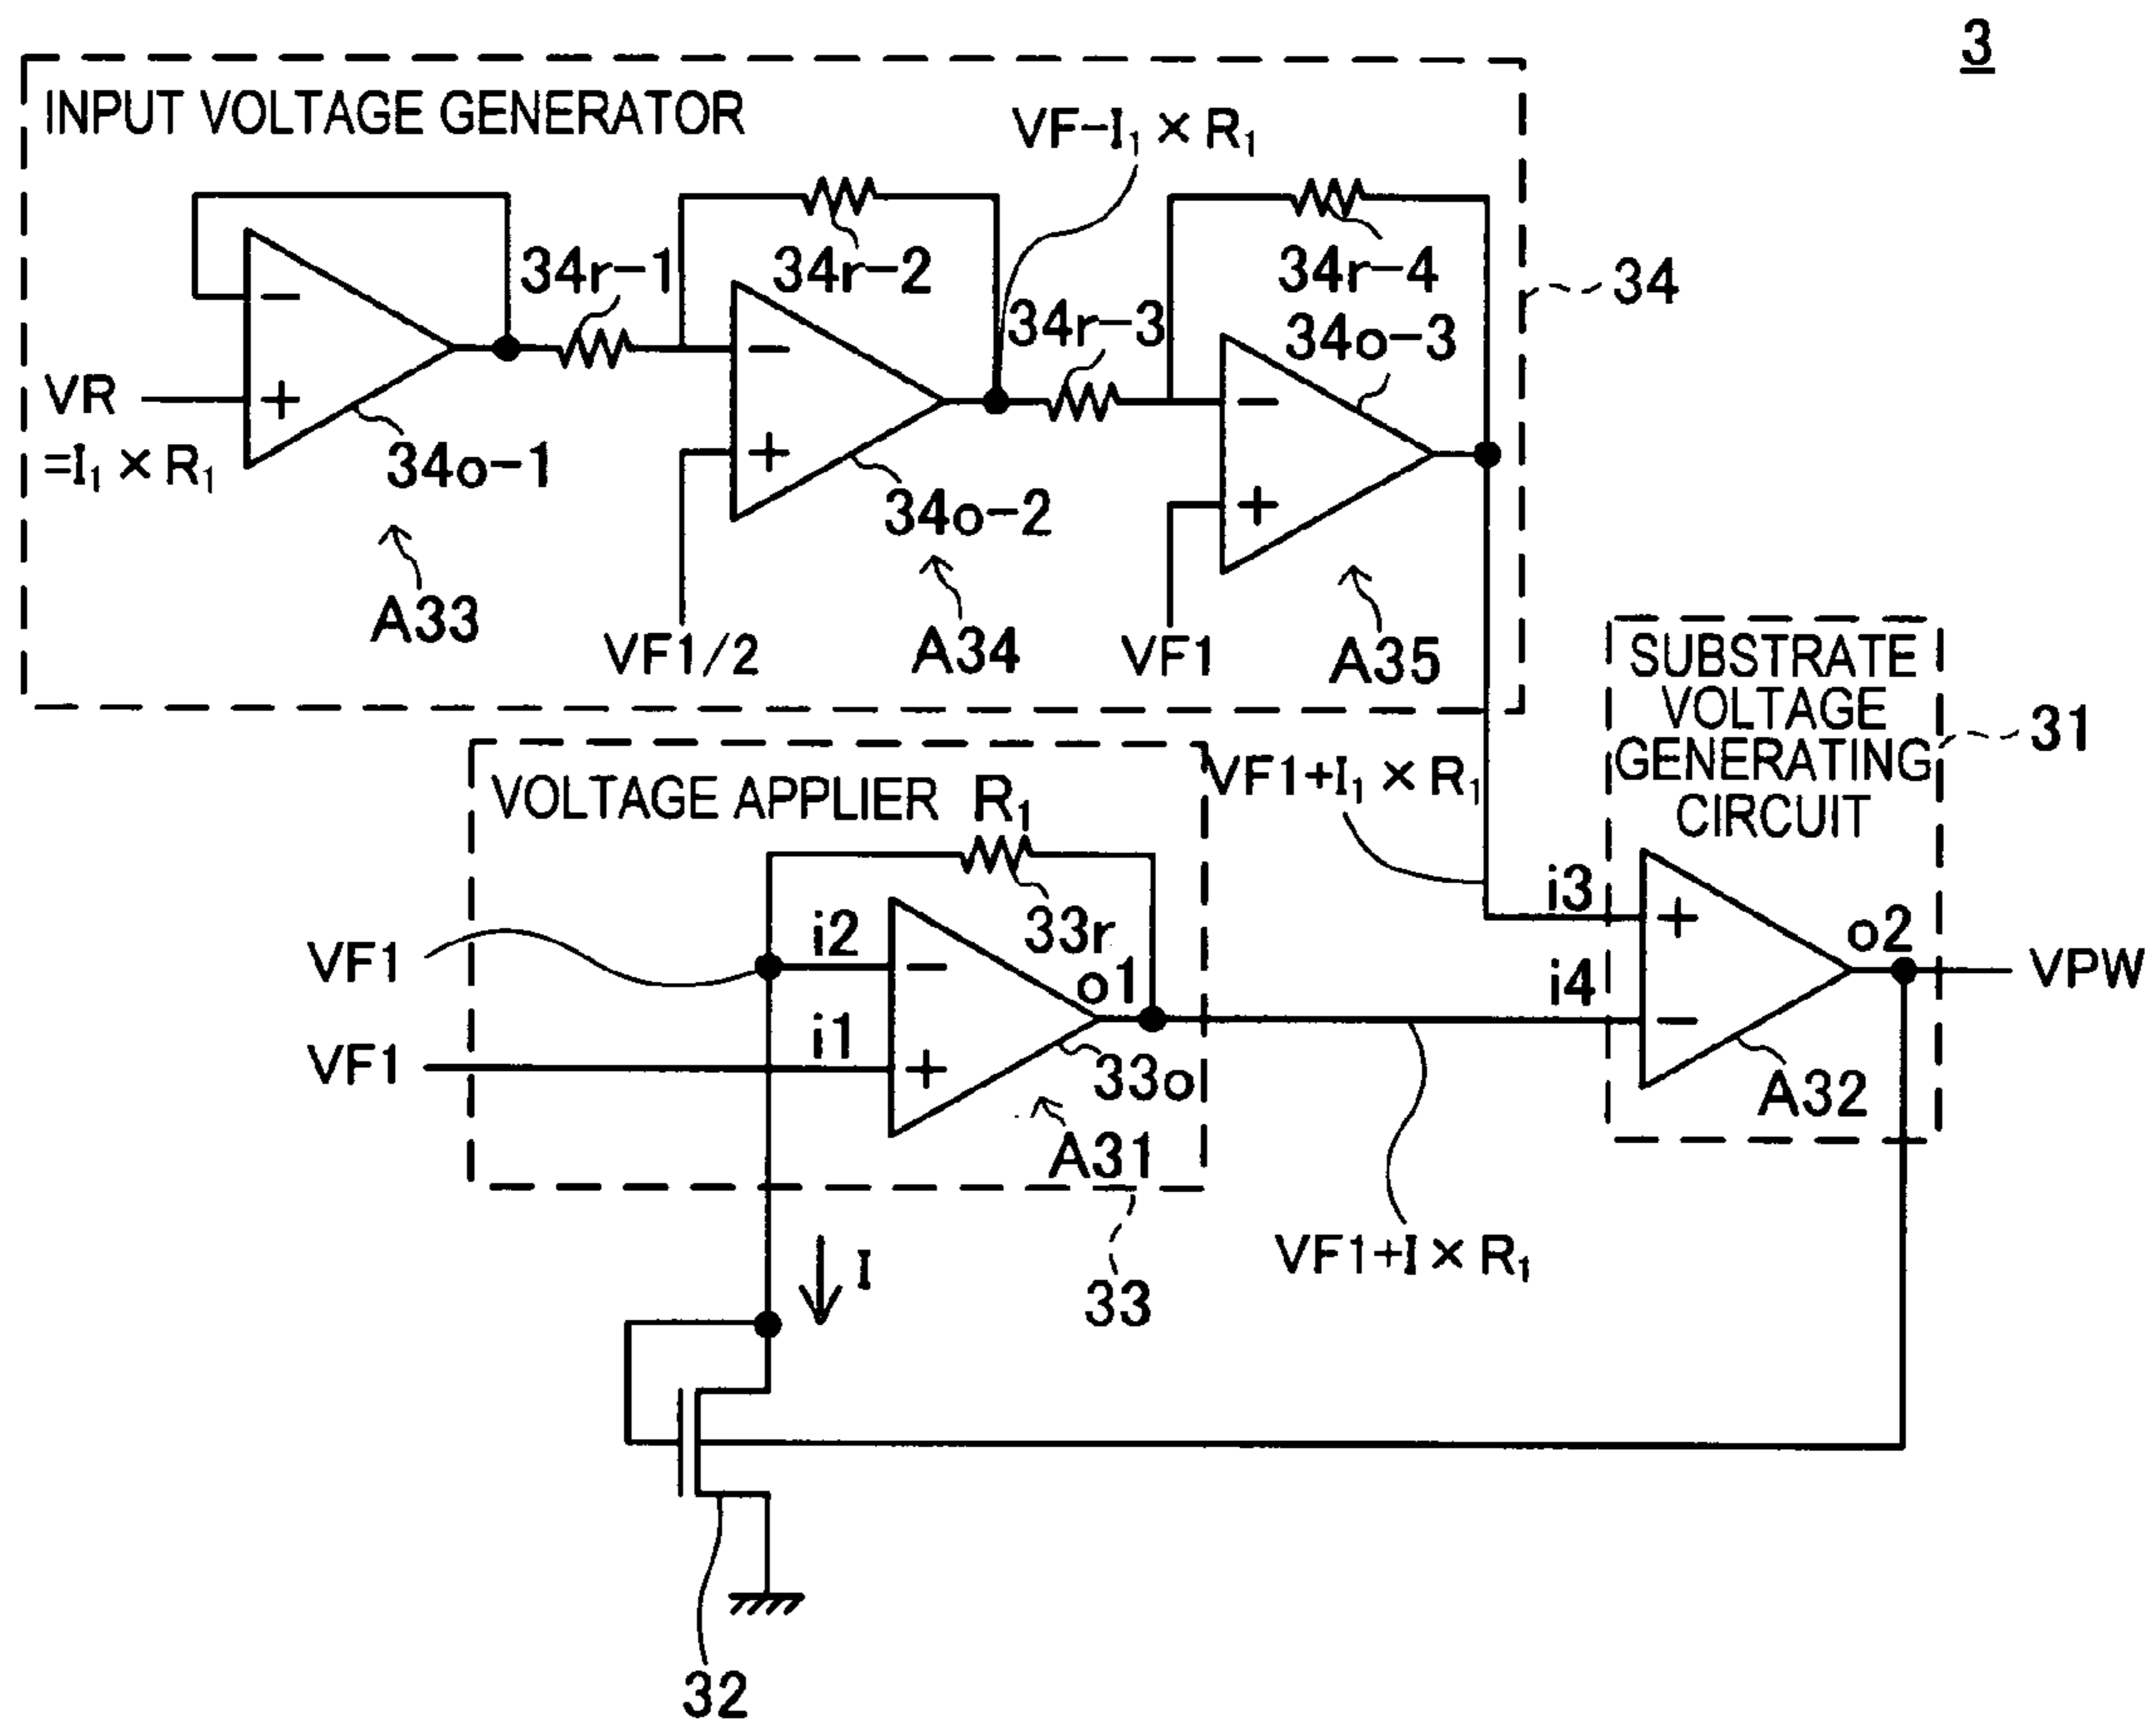 3
INPUT VOLTAGE GENERATOR
VF-I₁ × R₁
34r-1
34r-2
34r-3
34r-4
34o-3
34
VR
=I₁ × R₁
−
+
34o-1
−
+
34o-2
−
+
A33
VF1/2
A34
VF1
A35
SUBSTRATE
VOLTAGE
GENERATING
CIRCUIT
31
VOLTAGE APPLIER R₁
VF1+I₁ × R₁
33r
i3
+
VF1
i2
−
o1
i4
−
o2
VPW
VF1
i1
+
33o
A32
A31
VF1+I × R₁
I
33
32